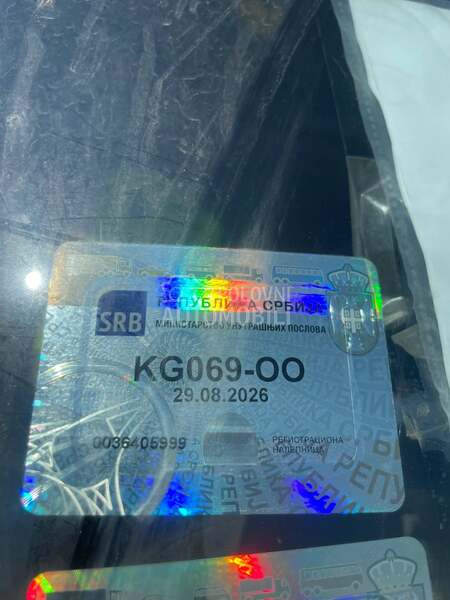 РЕПУБЛИКА СРБИЈА
SRB
МИНИСТАРСТВО УНУТРАШЊИХ ПОСЛОВА
KG069-OO
29.08.2026
0036405999
РЕГИСТРАЦИОНА
НАЛЕПНИЦА